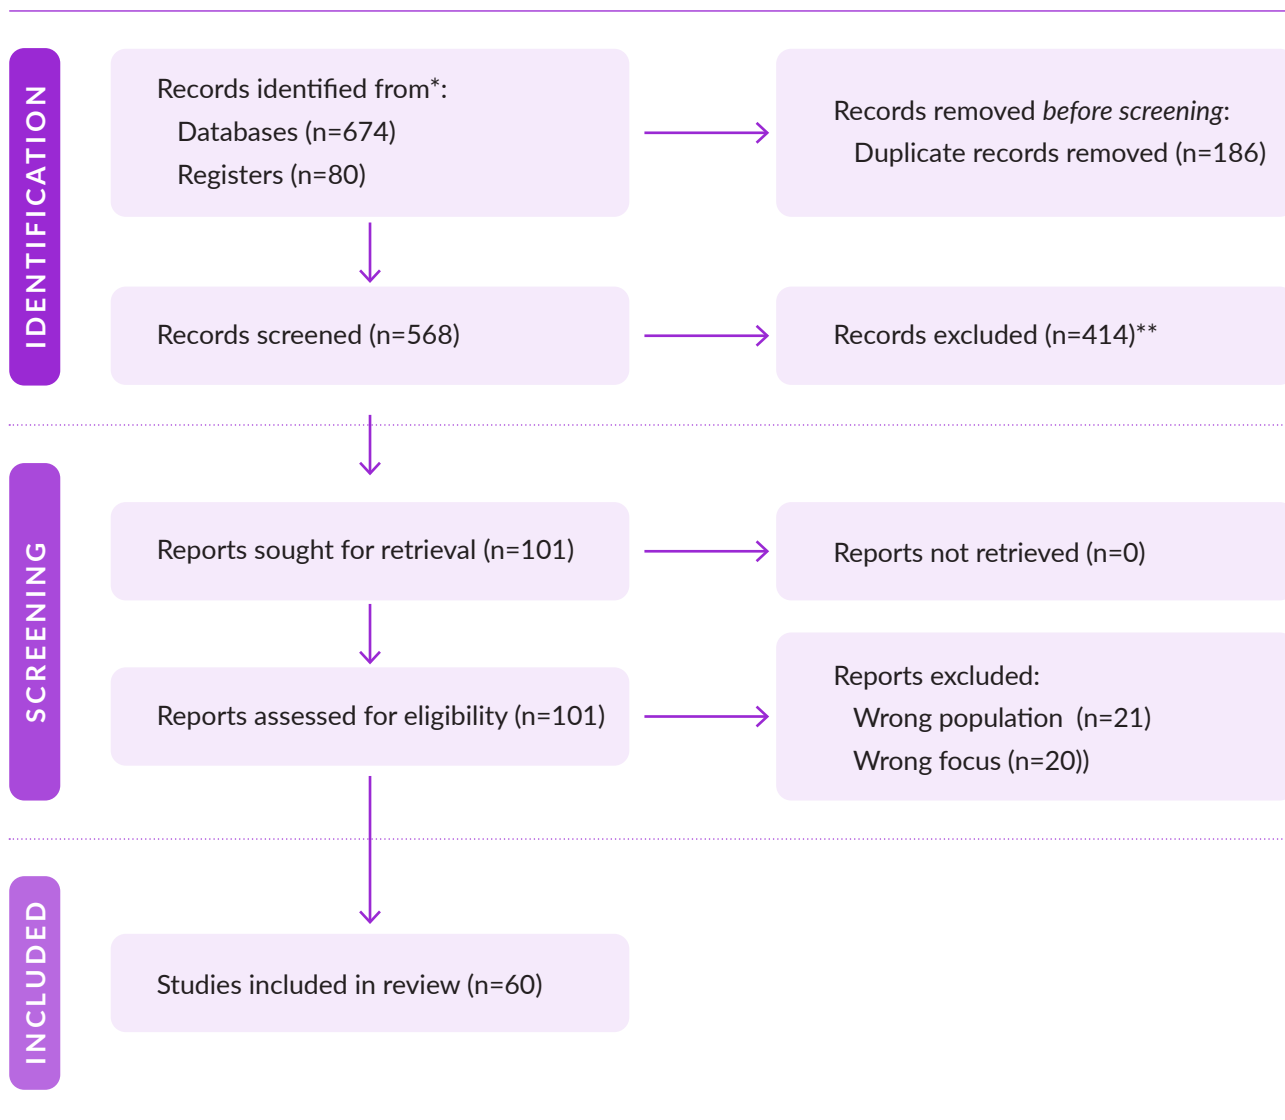 IDENTIFICATION
Records identified from*:
Databases (n=674)
Registers (n=80)
Records removed before screening:
Duplicate records removed (n=186)
Records screened (n=568)
Records excluded (n=414)**
SCREENING
Reports sought for retrieval (n=101)
Reports not retrieved (n=0)
Reports assessed for eligibility (n=101)
Reports excluded:
Wrong population (n=21)
Wrong focus (n=20))
INCLUDED
Studies included in review (n=60)